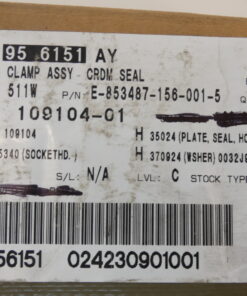 95 6151 AY
CLAMP ASSY - CRDM SEAL
511W P/N: E-853487-156-001-5 Q
109104-01
109104 H 35024 (PLATE, SEAL, HO
5340 (SOCKETHD.) H 370924 (WSHER) 0032J9
S/L: N/A LVL: C STOCK TYPE
56151 024230901001